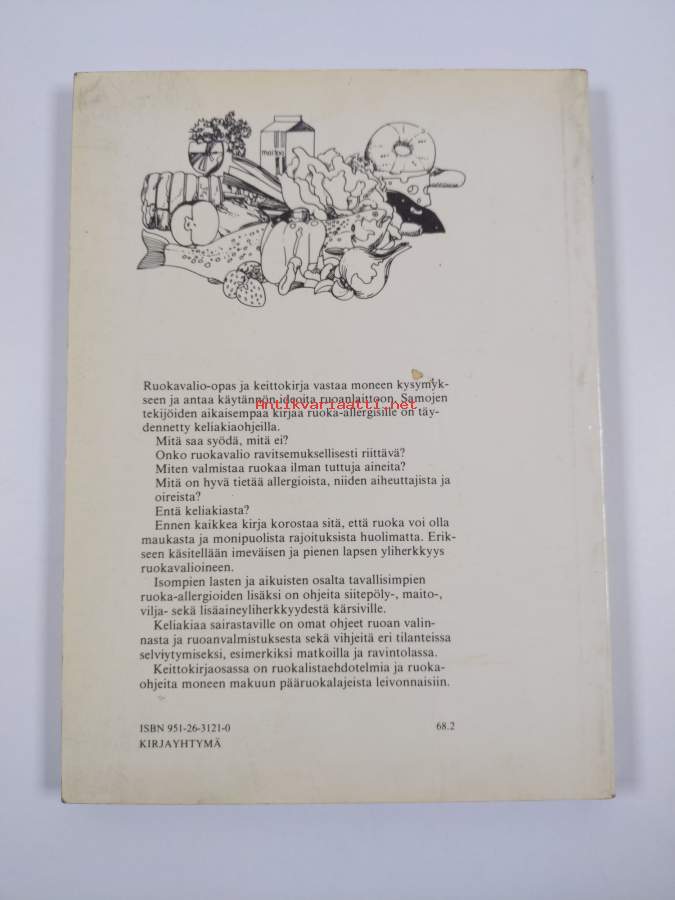 maitoa
Ruokavalio-opas ja keittokirja vastaa moneen kysymyk-
seen ja antaa käytännön ideoita ruoanlaittoon. Samojen
Antikvariaatti.net
tekijöiden aikaisempaa kirjaa ruoka-allergisille on täy-
dennetty keliakiaohjeilla.
Mitä saa syödä, mitä ei?
Onko ruokavalio ravitsemuksellisesti riittävä?
Miten valmistaa ruokaa ilman tuttuja aineita?
Mitä on hyvä tietää allergioista, niiden aiheuttajista ja
oireista?
Entä keliakiasta?
Ennen kaikkea kirja korostaa sitä, että ruoka voi olla
maukasta ja monipuolista rajoituksista huolimatta. Erik-
seen käsitellään imeväisen ja pienen lapsen yliherkkyys
ruokavalioineen.
Isompien lasten ja aikuisten osalta tavallisimpien
ruoka-allergioiden lisäksi on ohjeita siitepöly-, maito-,
vilja- sekä lisäaineyliherkkyydestä kärsiville.
Keliakiaa sairastaville on omat ohjeet ruoan valin-
nasta ja ruoanvalmistuksesta sekä vihjeitä eri tilanteissa
selviytymiseksi, esimerkiksi matkoilla ja ravintolassa.
Keittokirjaosassa on ruokalistaehdotelmia ja ruoka-
ohjeita moneen makuun pääruokalajeista leivonnaisiin.
ISBN 951-26-3121-0
68.2
KIRJAYHTYMÄ